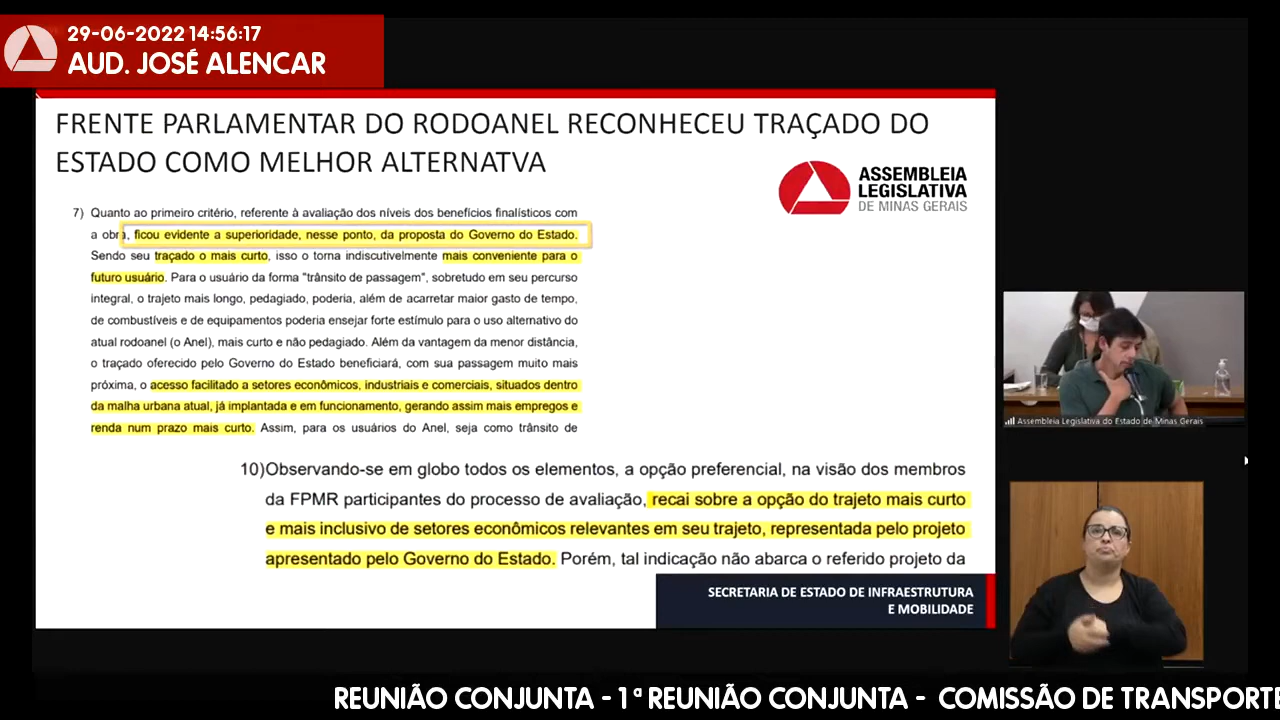 29-06-2022 14:56:17
AUD. JOSÉ ALENCAR
FRENTE PARLAMENTAR DO RODOANEL RECONHECEU TRAÇADO DO
ESTADO COMO MELHOR ALTERNATVA
ASSEMBLEIA
LEGISLATIVA
DE MINAS GERAIS
7) Quanto ao primeiro critério, referente à avaliação dos níveis dos benefícios finalísticos com
a obra, ficou evidente a superioridade, nesse ponto, da proposta do Governo do Estado.
Sendo seu traçado o mais curto, isso o torna indiscutivelmente mais conveniente para o
futuro usuário. Para o usuário da forma "trânsito de passagem", sobretudo em seu percurso
integral, o trajeto mais longo, pedagiado, poderia, além de acarretar maior gasto de tempo,
de combustíveis e de equipamentos poderia ensejar forte estímulo para o uso alternativo do
atual rodoanel (o Anel), mais curto e não pedagiado. Além da vantagem da menor distância,
o traçado oferecido pelo Governo do Estado beneficiará, com sua passagem muito mais
próxima, o acesso facilitado a setores econômicos, industriais e comerciais, situados dentro
da malha urbana atual, já implantada e em funcionamento, gerando assim mais empregos e
renda num prazo mais curto. Assim, para os usuários do Anel, seja como trânsito de
10)Observando-se em globo todos os elementos, a opção preferencial, na visão dos membros
da FPMR participantes do processo de avaliação, recai sobre a opção do trajeto mais curto
e mais inclusivo de setores econômicos relevantes em seu trajeto, representada pelo projeto
apresentado pelo Governo do Estado. Porém, tal indicação não abarca o referido projeto da
SECRETARIA DE ESTADO DE INFRAESTRUTURA
E MOBILIDADE
Assembleia Legislativa do Estado de Minas Gerais
REUNIÃO CONJUNTA - 1ª REUNIÃO CONJUNTA - COMISSÃO DE TRANSPORTE